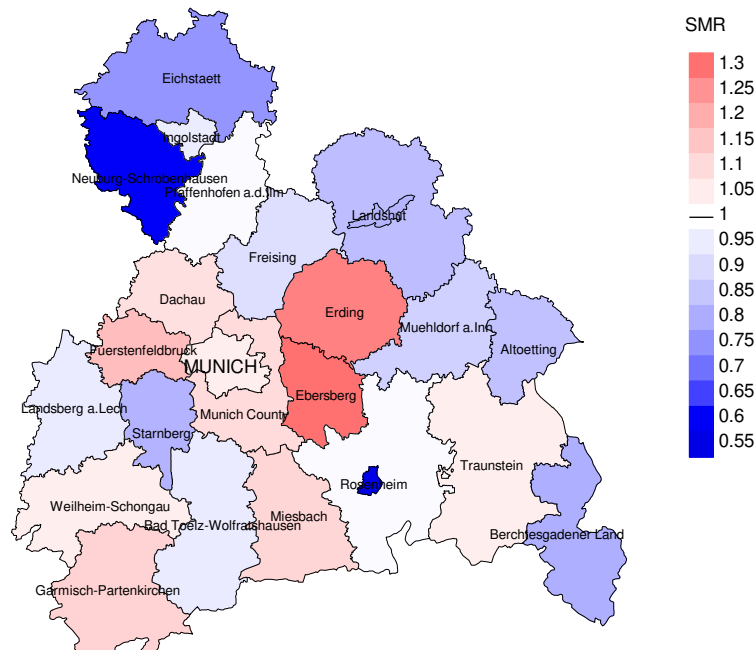 SMR
1.3
1.25
1.2
1.15
1.1
1.05
1
0.95
0.9
0.85
0.8
0.75
0.7
0.65
0.6
0.55
Eichstaett
Ingolstadt
Neuburg-Schrobenhausen
Pfaffenhofen a.d.Ilm
Landshut
Freising
Dachau
Erding
Muehldorf a.Inn
Fuerstenfeldbruck
Altoetting
MUNICH
Ebersberg
Landsberg a.Lech
Munich County
Starnberg
Traunstein
Rosenheim
Weilheim-Schongau
Miesbach
Bad Toelz-Wolfratshausen
Berchtesgadener Land
Garmisch-Partenkirchen